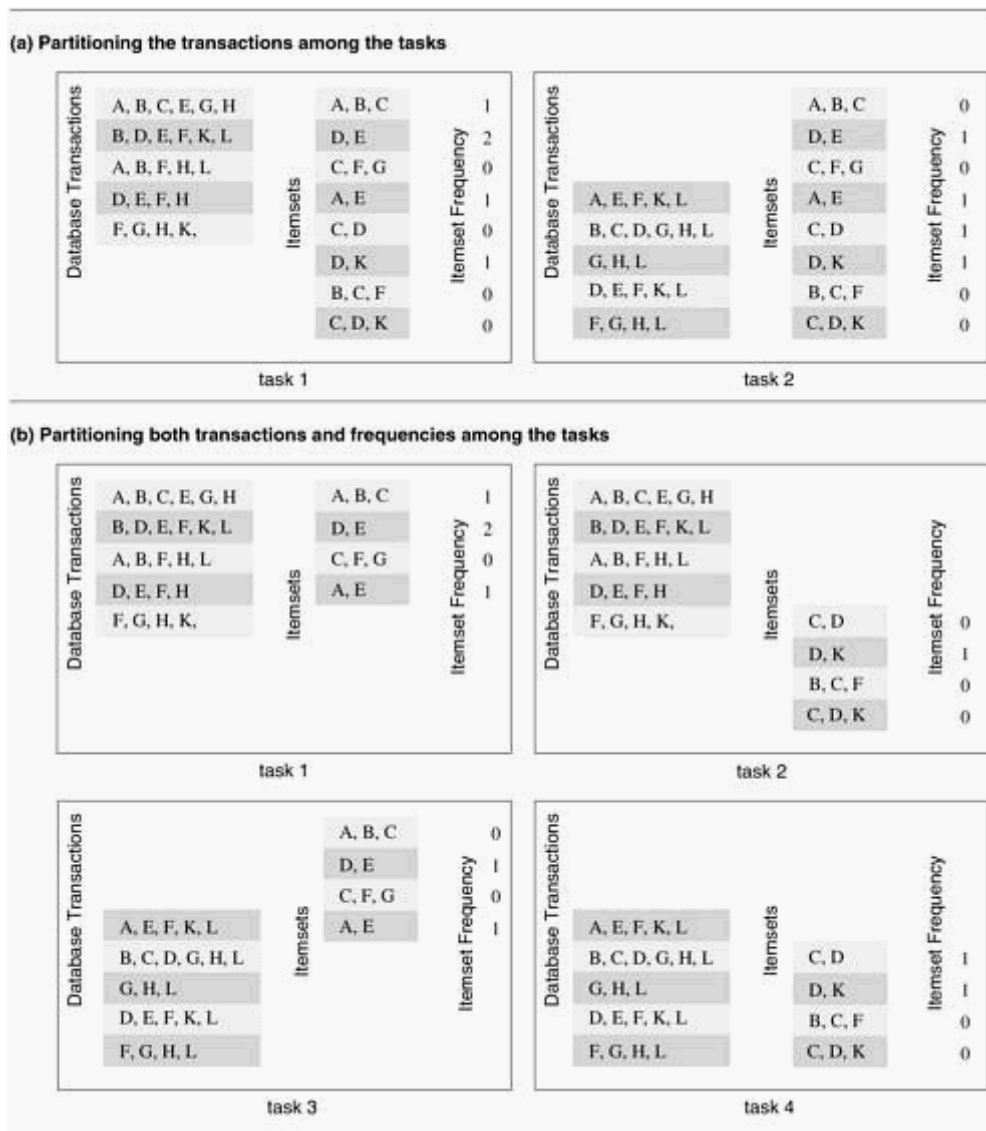 (a) Partitioning the transactions among the tasks
Database Transactions
A, B, C, E, G, H
B, D, E, F, K, L
A, B, F, H, L
D, E, F, H
F, G, H, K,
Itemsets
A, B, C
D, E
C, F, G
A, E
C, D
D, K
B, C, F
C, D, K
Itemset Frequency
1
2
0
1
0
1
0
0
task 1
Database Transactions
A, E, F, K, L
B, C, D, G, H, L
G, H, L
D, E, F, K, L
F, G, H, L
Itemsets
A, B, C
D, E
C, F, G
A, E
C, D
D, K
B, C, F
C, D, K
Itemset Frequency
0
1
0
1
1
1
0
0
task 2
(b) Partitioning both transactions and frequencies among the tasks
Database Transactions
A, B, C, E, G, H
B, D, E, F, K, L
A, B, F, H, L
D, E, F, H
F, G, H, K,
Itemsets
A, B, C
D, E
C, F, G
A, E
Itemset Frequency
1
2
0
1
task 1
Database Transactions
A, B, C, E, G, H
B, D, E, F, K, L
A, B, F, H, L
D, E, F, H
F, G, H, K,
Itemsets
C, D
D, K
B, C, F
C, D, K
Itemset Frequency
0
1
0
0
task 2
Database Transactions
A, E, F, K, L
B, C, D, G, H, L
G, H, L
D, E, F, K, L
F, G, H, L
Itemsets
A, B, C
D, E
C, F, G
A, E
Itemset Frequency
0
1
0
1
task 3
Database Transactions
A, E, F, K, L
B, C, D, G, H, L
G, H, L
D, E, F, K, L
F, G, H, L
Itemsets
C, D
D, K
B, C, F
C, D, K
Itemset Frequency
1
1
0
0
task 4